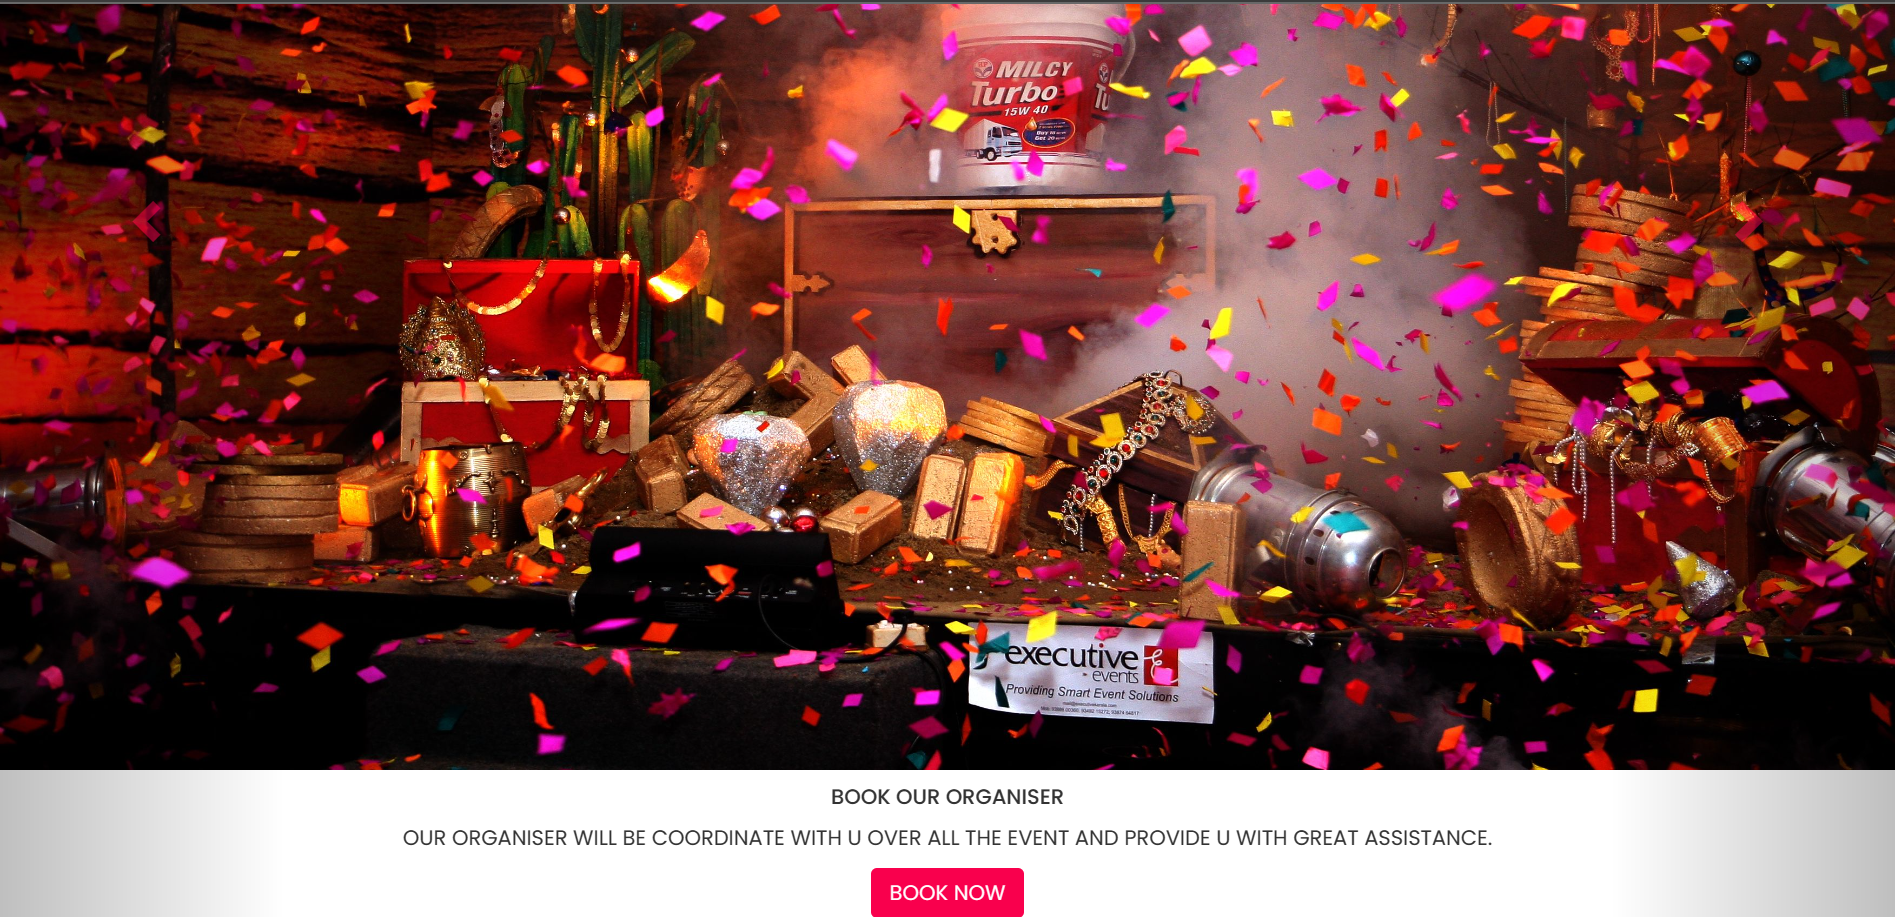 MILCY
Turbo
15W 40
Tu
executive
events
Providing Smart Event Solutions
BOOK OUR ORGANISER
OUR ORGANISER WILL BE COORDINATE WITH U OVER ALL THE EVENT AND PROVIDE U WITH GREAT ASSISTANCE.
BOOK NOW